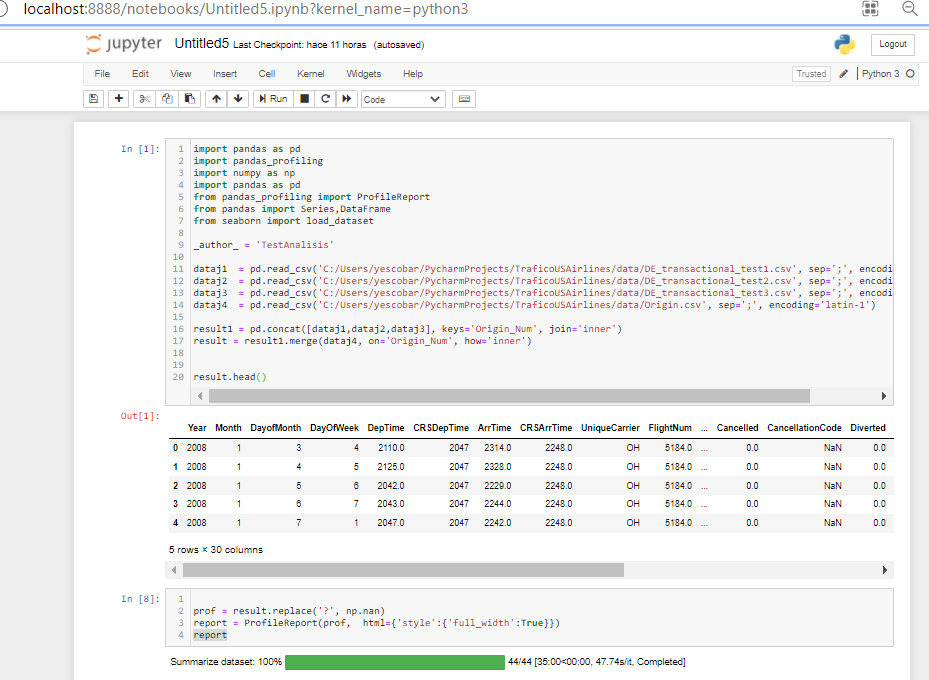 localhost:8888/notebooks/Untitled5.ipynb?kernel_name=python3
jupyter Untitled5 Last Checkpoint: hace 11 horas (autosaved)
Logout
File Edit View Insert Cell Kernel Widgets Help
Trusted Python 3
Run Code
In [1]:
1 import pandas as pd
2 import pandas_profiling
3 import numpy as np
4 import pandas as pd
5 from pandas_profiling import ProfileReport
6 from pandas import Series,DataFrame
7 from seaborn import load_dataset
8
9 _author_ = 'TestAnalisis'
10
11 dataj1 = pd.read_csv('C:/Users/yescobar/PycharmProjects/TraficoUSAirlines/data/DE_transactional_test1.csv', sep=';', encodi
12 dataj2 = pd.read_csv('C:/Users/yescobar/PycharmProjects/TraficoUSAirlines/data/DE_transactional_test2.csv', sep=';', encodi
13 dataj3 = pd.read_csv('C:/Users/yescobar/PycharmProjects/TraficoUSAirlines/data/DE_transactional_test3.csv', sep=';', encodi
14 dataj4 = pd.read_csv('C:/Users/yescobar/PycharmProjects/TraficoUSAirlines/data/Origin.csv', sep=';', encoding='latin-1')
15
16 result1 = pd.concat([dataj1,dataj2,dataj3], keys='Origin_Num', join='inner')
17 result = result1.merge(dataj4, on='Origin_Num', how='inner')
18
19
20 result.head()
Out[1]:
Year Month DayofMonth DayOfWeek DepTime CRSDepTime ArrTime CRSArrTime UniqueCarrier FlightNum ... Cancelled CancellationCode Diverted
0 2008 1 3 4 2110.0 2047 2314.0 2248.0 OH 5184.0 ... 0.0 NaN 0.0
1 2008 1 4 5 2125.0 2047 2328.0 2248.0 OH 5184.0 ... 0.0 NaN 0.0
2 2008 1 5 6 2042.0 2047 2229.0 2248.0 OH 5184.0 ... 0.0 NaN 0.0
3 2008 1 6 7 2043.0 2047 2244.0 2248.0 OH 5184.0 ... 0.0 NaN 0.0
4 2008 1 7 1 2047.0 2047 2242.0 2248.0 OH 5184.0 ... 0.0 NaN 0.0
5 rows × 30 columns
In [8]:
1
2 prof = result.replace('?', np.nan)
3 report = ProfileReport(prof, html={'style':{'full_width':True}})
4 report
Summarize dataset: 100% 44/44 [35:00<00:00, 47.74s/it, Completed]